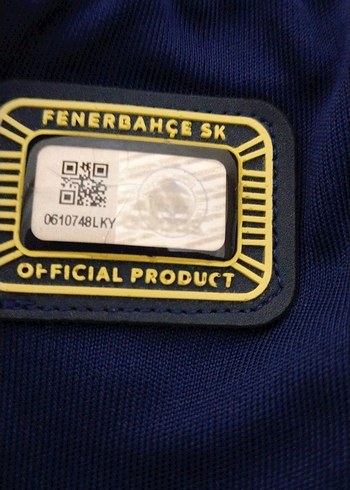 FENERBAHÇE SK
0610748LKY
OFFICIAL PRODUCT